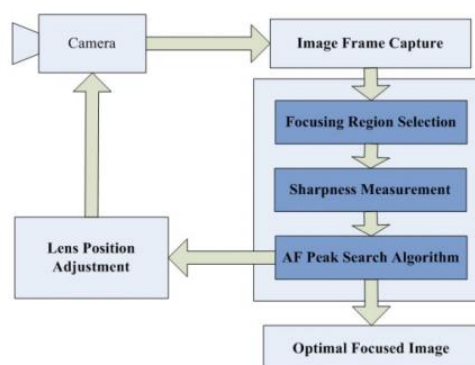 Camera
Image Frame Capture
Focusing Region Selection
Sharpness Measurement
Lens Position
Adjustment
AF Peak Search Algorithm
Optimal Focused Image